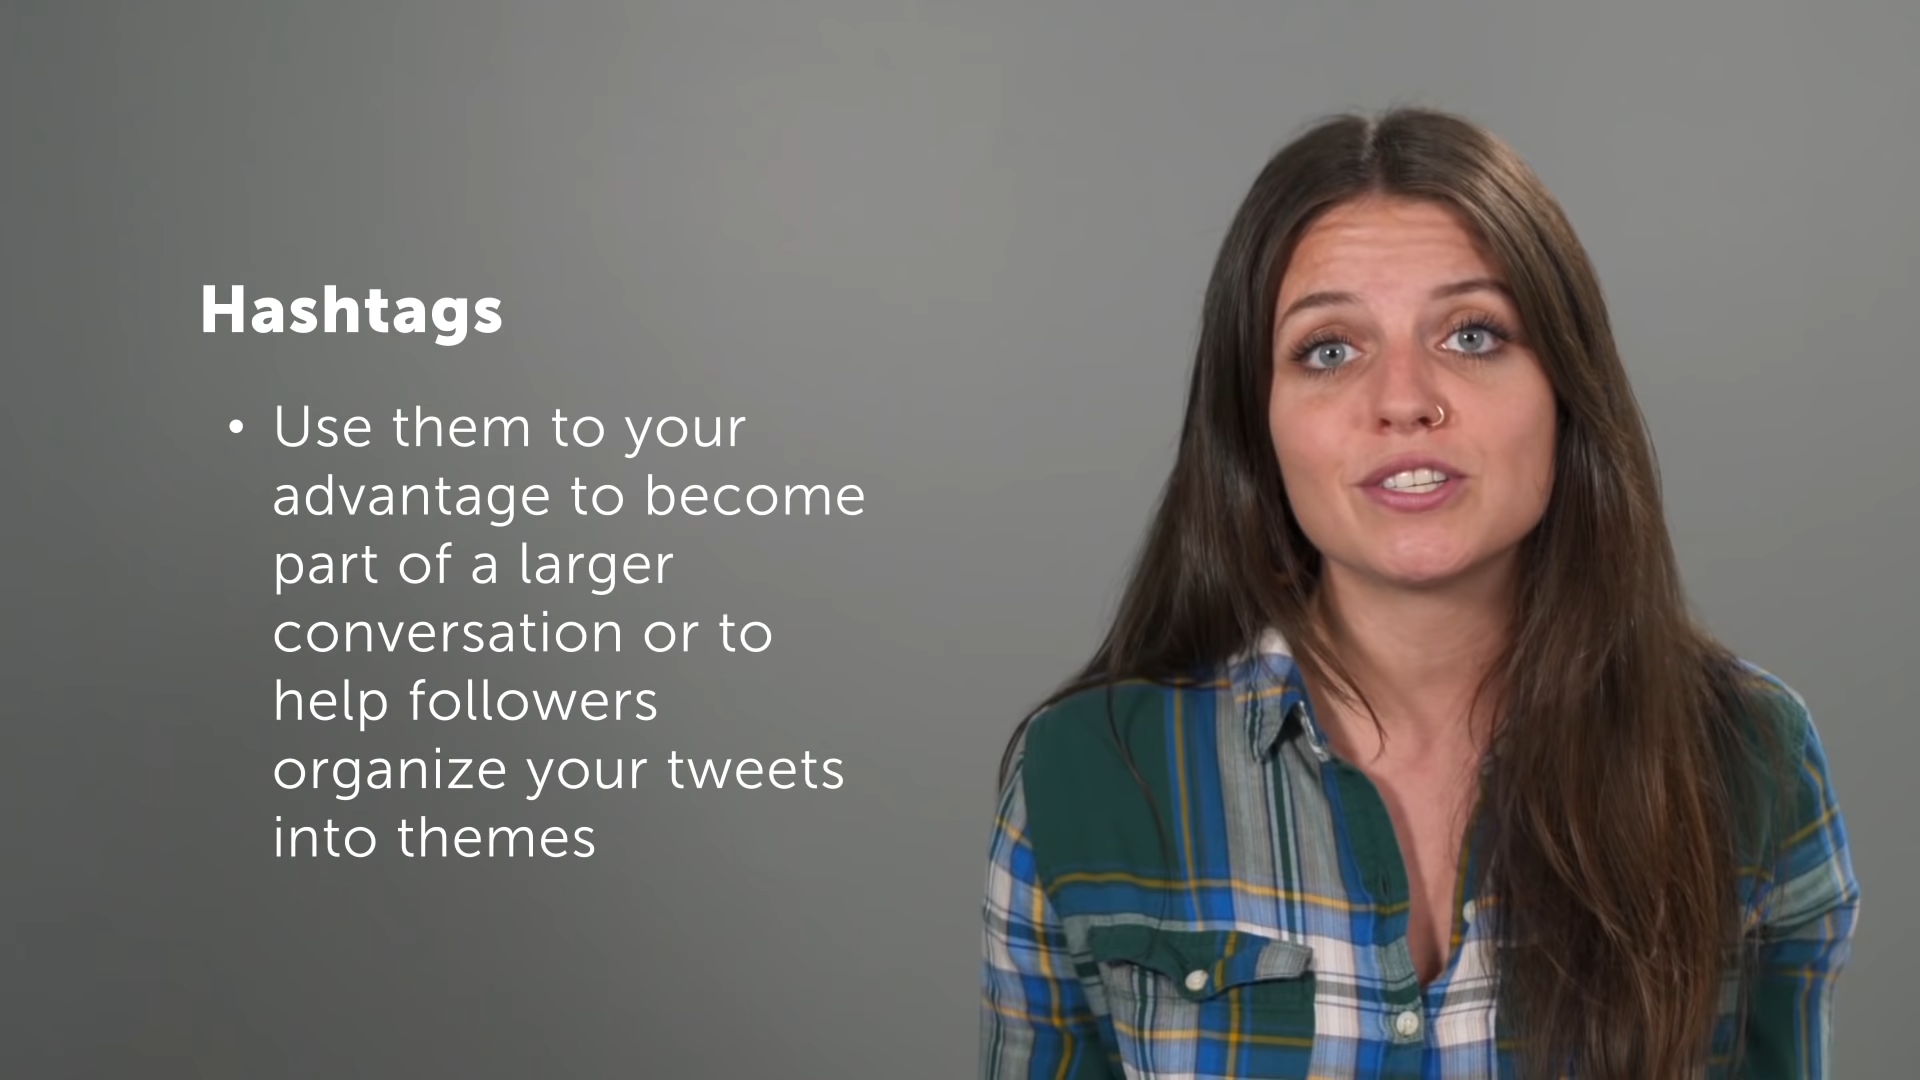 Hashtags
• Use them to your
advantage to become
part of a larger
conversation or to
help followers
organize your tweets
into themes